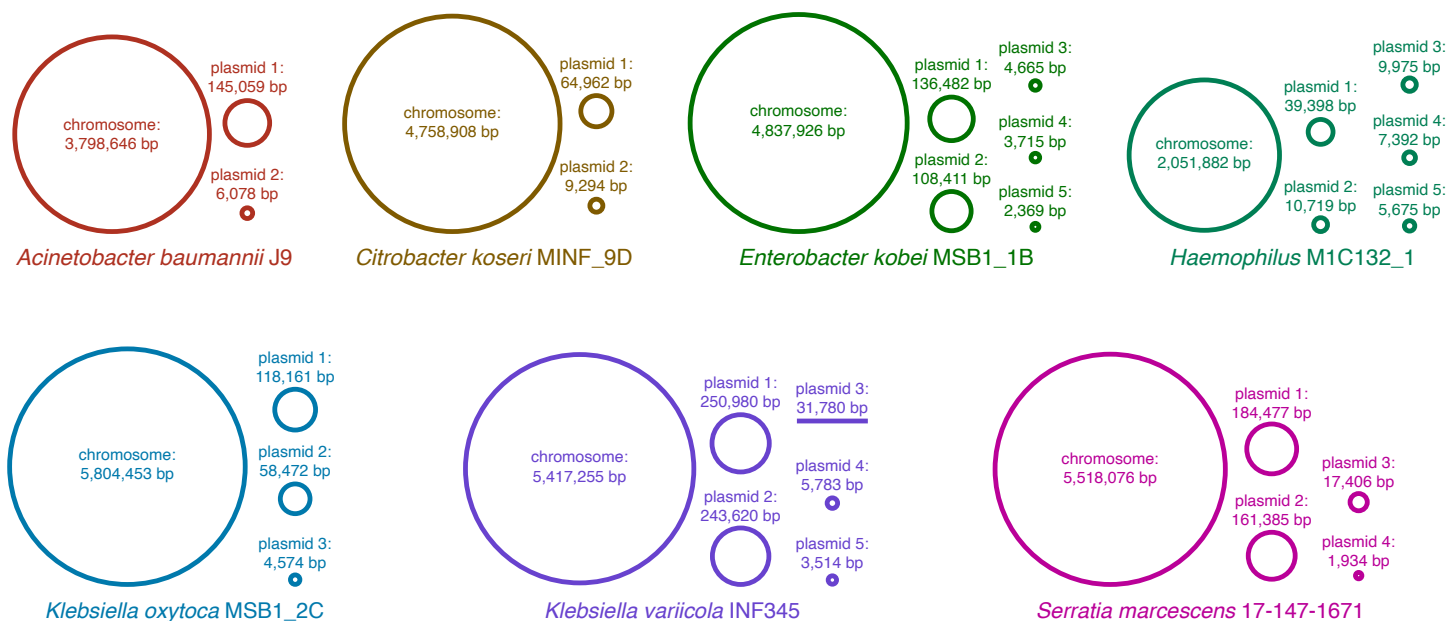 chromosome:
3,798,646 bp
plasmid 1:
145,059 bp
plasmid 2:
6,078 bp
Acinetobacter baumannii J9
chromosome:
4,758,908 bp
plasmid 1:
64,962 bp
plasmid 2:
9,294 bp
Citrobacter koseri MINF_9D
chromosome:
4,837,926 bp
plasmid 1:
136,482 bp
plasmid 2:
108,411 bp
plasmid 3:
4,665 bp
plasmid 4:
3,715 bp
plasmid 5:
2,369 bp
Enterobacter kobei MSB1_1B
chromosome:
2,051,882 bp
plasmid 1:
39,398 bp
plasmid 2:
10,719 bp
plasmid 3:
9,975 bp
plasmid 4:
7,392 bp
plasmid 5:
5,675 bp
Haemophilus M1C132_1
chromosome:
5,804,453 bp
plasmid 1:
118,161 bp
plasmid 2:
58,472 bp
plasmid 3:
4,574 bp
Klebsiella oxytoca MSB1_2C
chromosome:
5,417,255 bp
plasmid 1:
250,980 bp
plasmid 2:
243,620 bp
plasmid 3:
31,780 bp
plasmid 4:
5,783 bp
plasmid 5:
3,514 bp
Klebsiella variicola INF345
chromosome:
5,518,076 bp
plasmid 1:
184,477 bp
plasmid 2:
161,385 bp
plasmid 3:
17,406 bp
plasmid 4:
1,934 bp
Serratia marcescens 17-147-1671